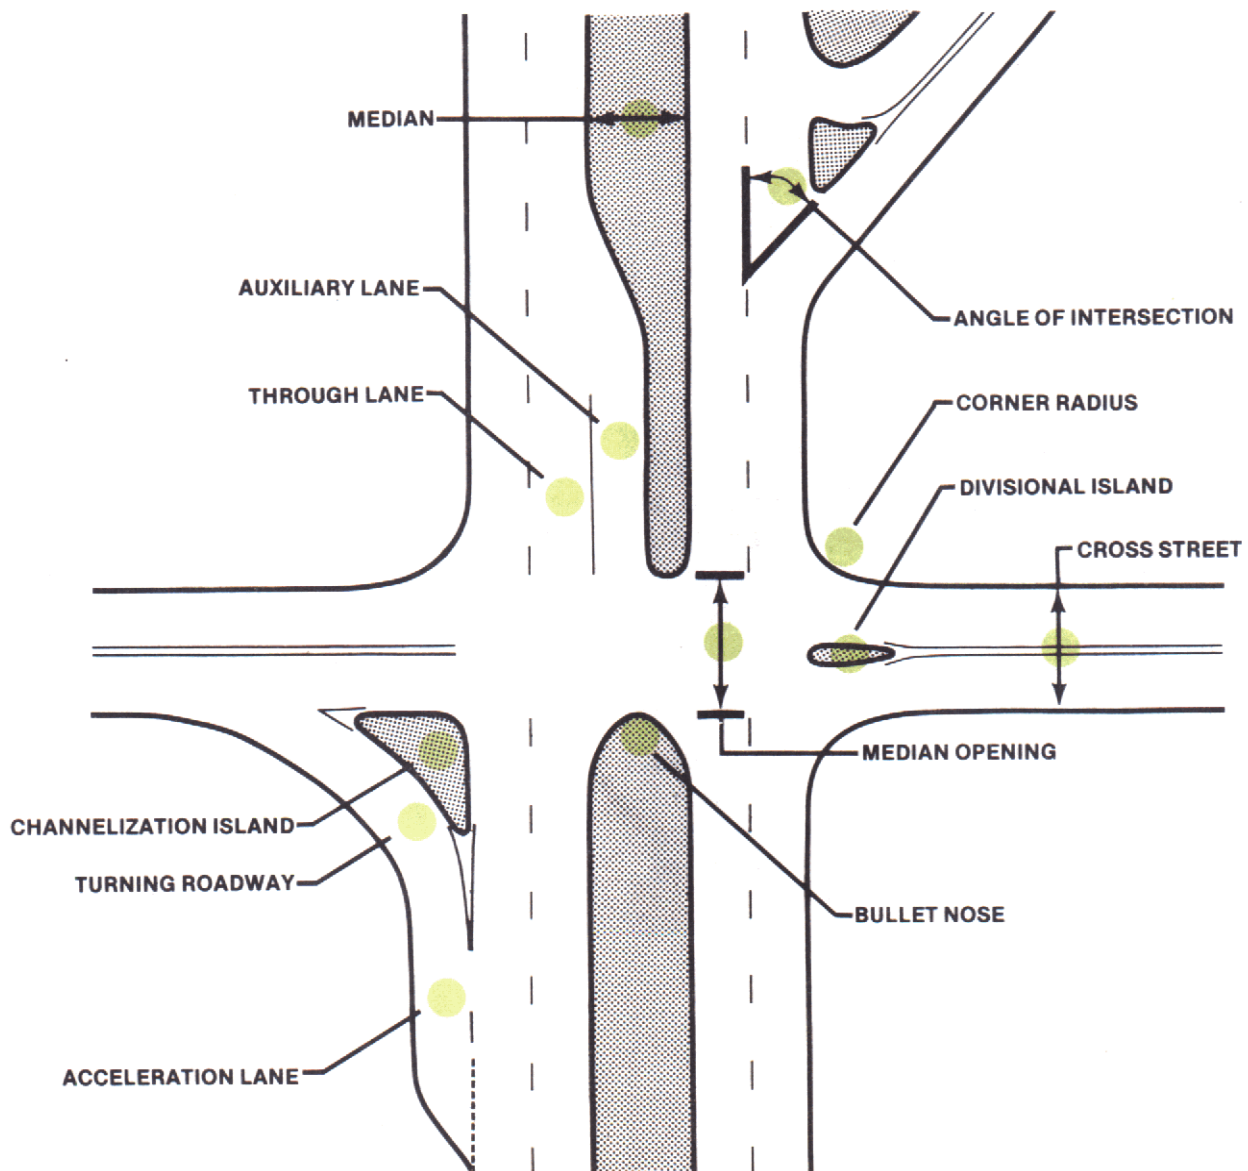 MEDIAN
AUXILIARY LANE
ANGLE OF INTERSECTION
THROUGH LANE
CORNER RADIUS
DIVISIONAL ISLAND
CROSS STREET
MEDIAN OPENING
CHANNELIZATION ISLAND
TURNING ROADWAY
BULLET NOSE
ACCELERATION LANE